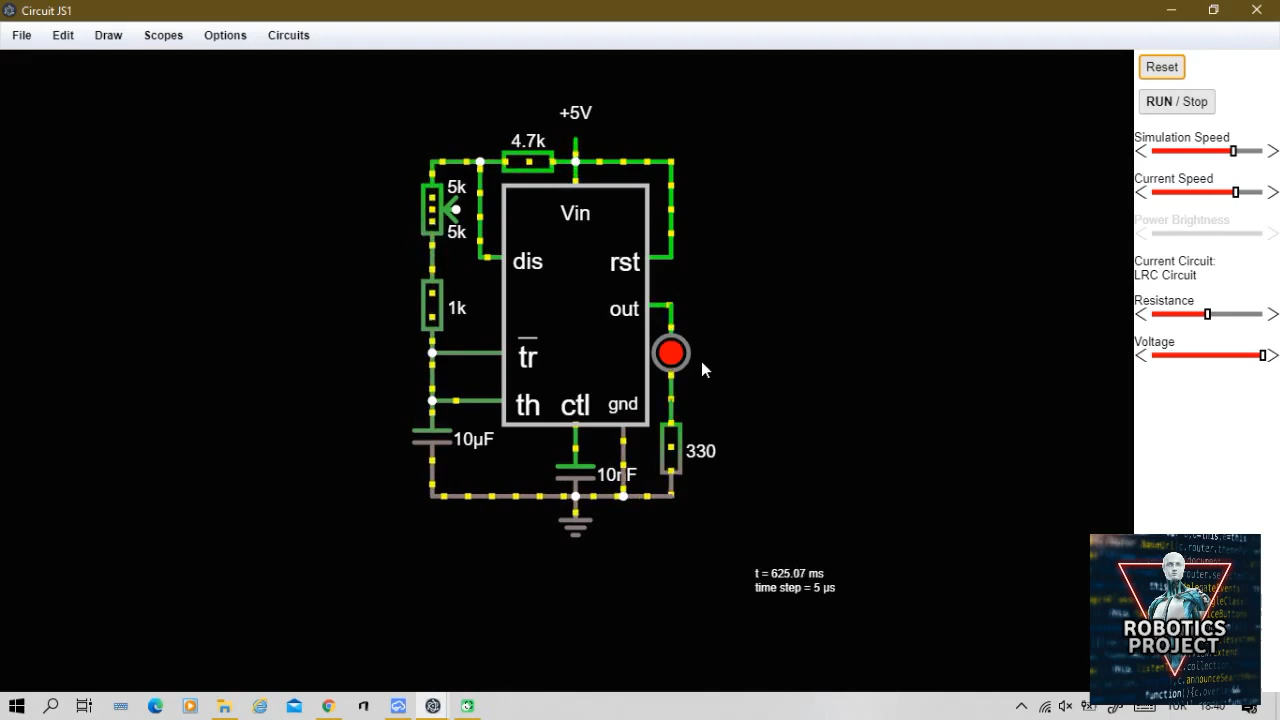 Circuit JS1
File Edit Draw Scopes Options Circuits
Reset
RUN / Stop
Simulation Speed
Current Speed
Power Brightness
Current Circuit:
LRC Circuit
Resistance
Voltage
+5V
4.7k
5k
5k
Vin
dis
rst
1k
out
tr
th
ctl
gnd
10µF
10nF
330
t = 625.07 ms
time step = 5 µs
ROBOTICS
PROJECT
function(){